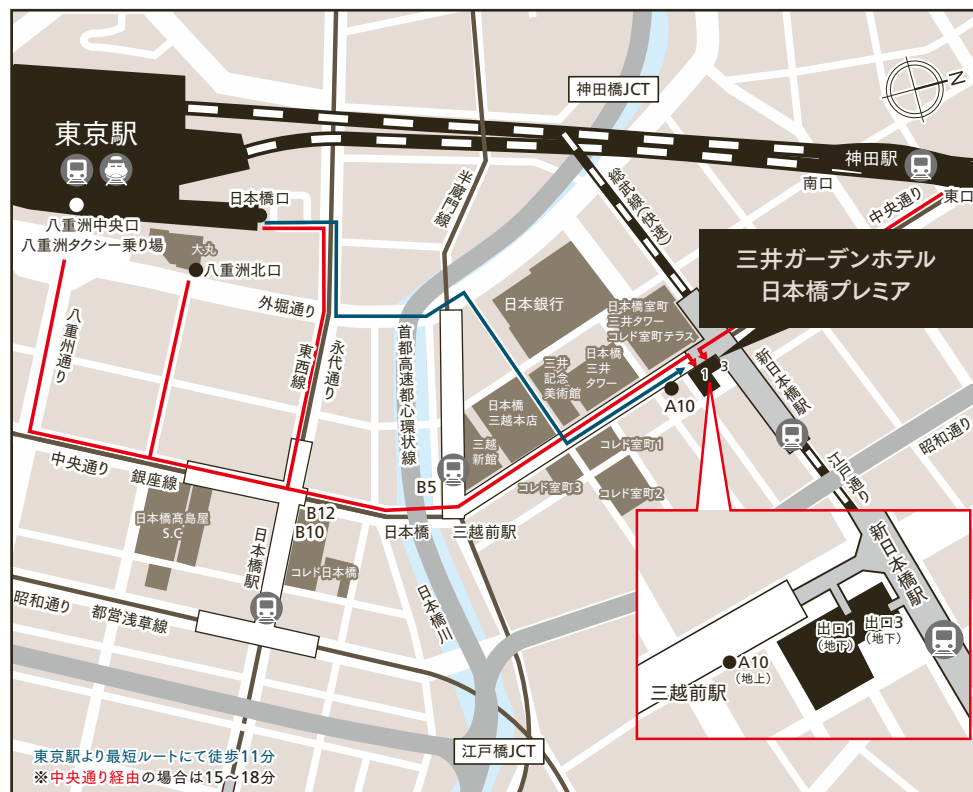 神田橋JCT
N
東京駅
神田駅
南口
東口
中央通り
日本橋口
八重洲中央口
八重洲タクシー乗り場
大丸
八重洲北口
外堀通り
半蔵門線
総武線(快速)
三井ガーデンホテル
日本橋プレミア
日本銀行
日本橋室町
三井タワー
コレド室町テラス
八重州通り
東西線
永代通り
首都高速都心環状線
三井
記念
美術館
日本橋
三井
タワー
1
3
A10
新日本橋駅
日本橋
三越本店
三越
新館
コレド室町1
コレド室町3
コレド室町2
昭和通り
江戸通り
中央通り
銀座線
B5
B12
B10
日本橋
三越前駅
日本橋髙島屋
S.C
日本橋駅
コレド日本橋
昭和通り
都営浅草線
日本橋川
新日本橋駅
出口1
(地下)
出口3
(地下)
A10
(地上)
三越前駅
江戸橋JCT
東京駅より最短ルートにて徒歩11分
※中央通り経由の場合は15〜18分